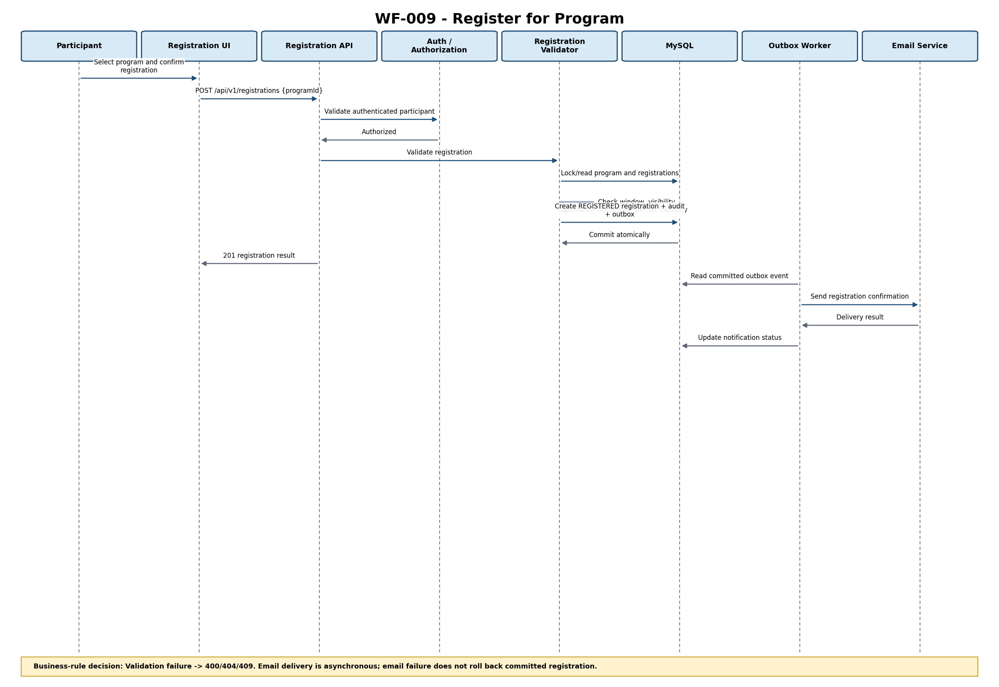 WF-009 - Register for Program
Participant
Registration UI
Registration API
Auth /
Authorization
Registration
Validator
MySQL
Outbox Worker
Email Service
Select program and confirm
registration
POST /api/v1/registrations {programId}
Validate authenticated participant
Authorized
Validate registration
Lock/read program and registrations
Check window, visibility,
Create REGISTERED registration + audit
+ outbox
Commit atomically
201 registration result
Read committed outbox event
Send registration confirmation
Delivery result
Update notification status
Business-rule decision: Validation failure -> 400/404/409. Email delivery is asynchronous; email failure does not roll back committed registration.